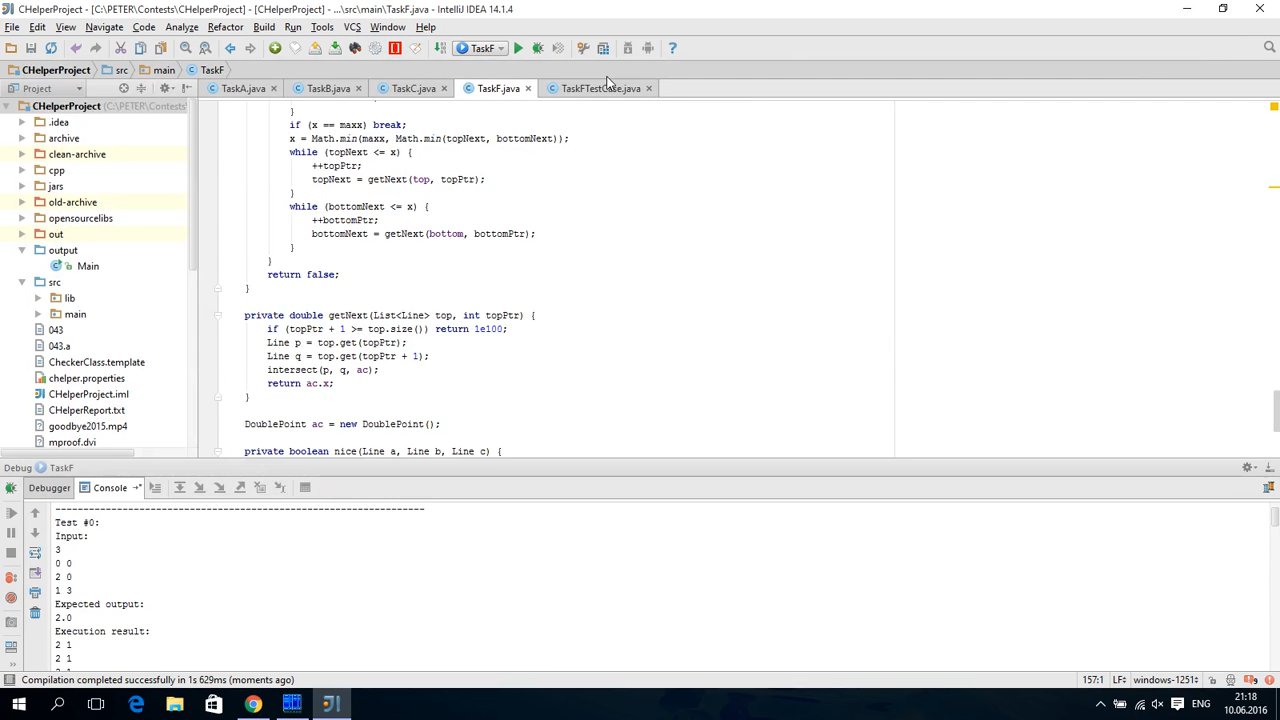 CHelperProject - [C:\PETER\Contests] - [CHelperProject] - ...\src\main\TaskF.java - IntelliJ IDEA 14.1.4
File Edit View Navigate Code Analyze Refactor Build Run Tools VCS Window Help
TaskF
CHelperProject src main TaskF
Project
TaskA.java TaskB.java TaskC.java TaskF.java TaskFTestCase.java
CHelperProject (C:\PETER\Contests
.idea
archive
clean-archive
cpp
jars
old-archive
opensourcelibs
out
output
Main
src
lib
main
043
043.a
CheckerClass.template
chelper.properties
CHelperProject.iml
CHelperReport.txt
goodbye2015.mp4
mproof.dvi
}
if (x == maxx) break;
x = Math.min(maxx, Math.min(topNext, bottomNext));
while (topNext <= x) {
++topPtr;
topNext = getNext(top, topPtr);
}
while (bottomNext <= x) {
++bottomPtr;
bottomNext = getNext(bottom, bottomPtr);
}
}
return false;
}
private double getNext(List<Line> top, int topPtr) {
if (topPtr + 1 >= top.size()) return 1e100;
Line p = top.get(topPtr);
Line q = top.get(topPtr + 1);
intersect(p, q, ac);
return ac.x;
}
DoublePoint ac = new DoublePoint();
private boolean nice(Line a, Line b, Line c) {
Debug TaskF
Debugger Console
------------------------------------------------------------------
Test #0:
Input:
3
0 0
2 0
1 3
Expected output:
2.0
Execution result:
2 1
2 1
Compilation completed successfully in 1s 629ms (moments ago)
157:1 LF÷ windows-1251÷
ENG
21:18
10.06.2016